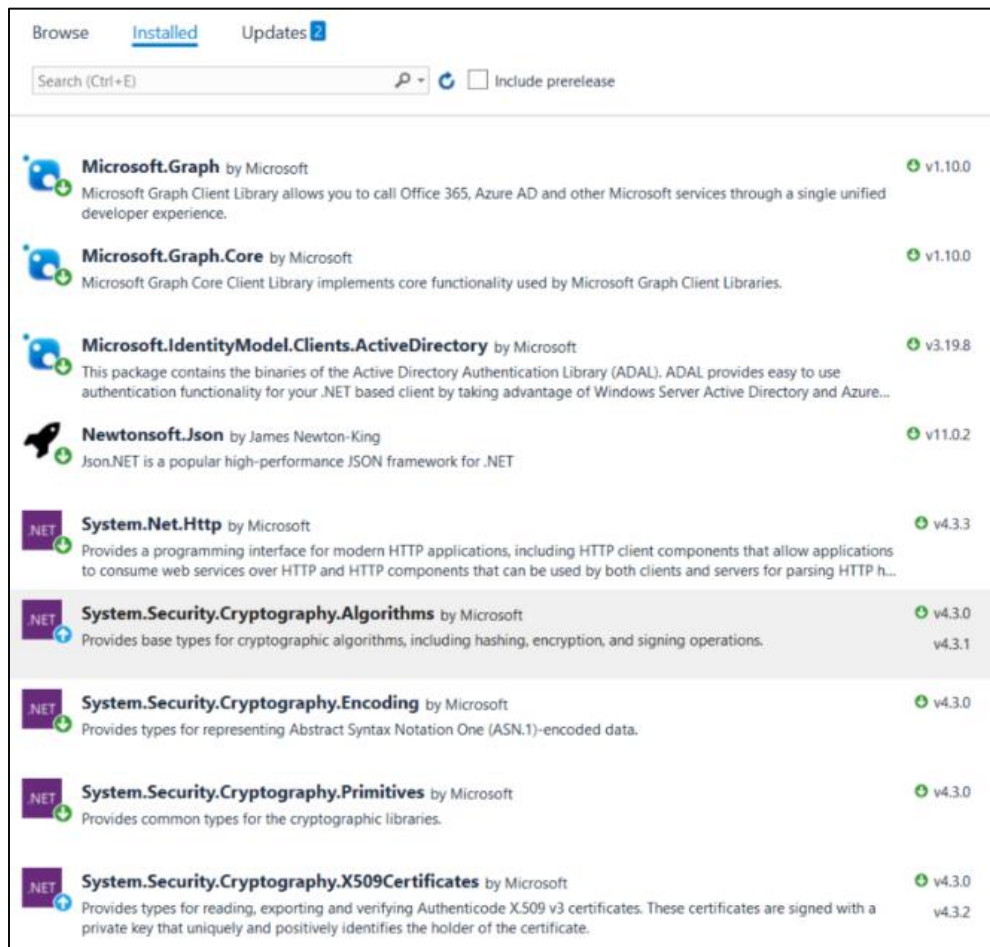 Browse Installed Updates 2
Search (Ctrl+E) Include prerelease
Microsoft.Graph by Microsoft v1.10.0
Microsoft Graph Client Library allows you to call Office 365, Azure AD and other Microsoft services through a single unified
developer experience.
Microsoft.Graph.Core by Microsoft v1.10.0
Microsoft Graph Core Client Library implements core functionality used by Microsoft Graph Client Libraries.
Microsoft.IdentityModel.Clients.ActiveDirectory by Microsoft v3.19.8
This package contains the binaries of the Active Directory Authentication Library (ADAL). ADAL provides easy to use
authentication functionality for your .NET based client by taking advantage of Windows Server Active Directory and Azure...
Newtonsoft.Json by James Newton-King v11.0.2
Json.NET is a popular high-performance JSON framework for .NET
.NET System.Net.Http by Microsoft v4.3.3
Provides a programming interface for modern HTTP applications, including HTTP client components that allow applications
to consume web services over HTTP and HTTP components that can be used by both clients and servers for parsing HTTP h...
.NET System.Security.Cryptography.Algorithms by Microsoft v4.3.0
Provides base types for cryptographic algorithms, including hashing, encryption, and signing operations. v4.3.1
.NET System.Security.Cryptography.Encoding by Microsoft v4.3.0
Provides types for representing Abstract Syntax Notation One (ASN.1)-encoded data.
.NET System.Security.Cryptography.Primitives by Microsoft v4.3.0
Provides common types for the cryptographic libraries.
.NET System.Security.Cryptography.X509Certificates by Microsoft v4.3.0
Provides types for reading, exporting and verifying Authenticode X.509 v3 certificates. These certificates are signed with a v4.3.2
private key that uniquely and positively identifies the holder of the certificate.